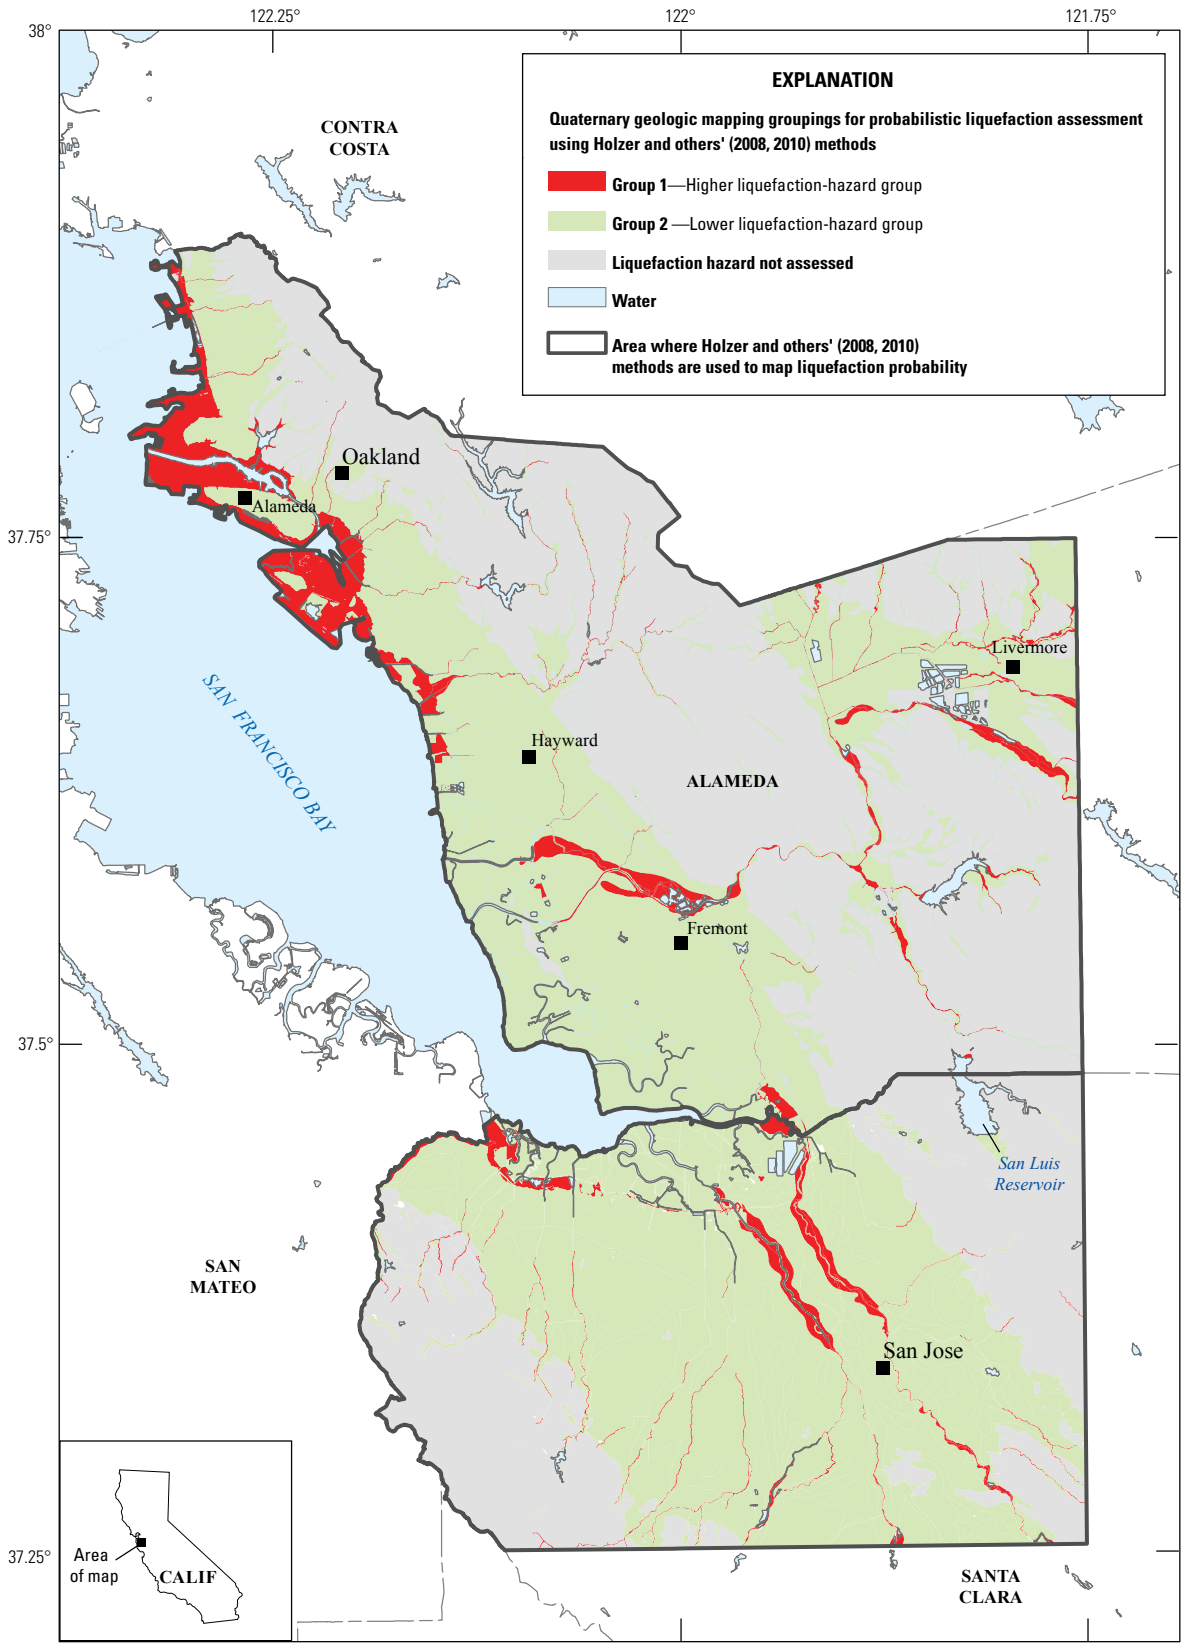 122.25°
122°
121.75°
38°
EXPLANATION
Quaternary geologic mapping groupings for probabilistic liquefaction assessment
using Holzer and others' (2008, 2010) methods
Group 1—Higher liquefaction-hazard group
Group 2 —Lower liquefaction-hazard group
Liquefaction hazard not assessed
Water
Area where Holzer and others' (2008, 2010)
methods are used to map liquefaction probability
CONTRA
COSTA
Oakland
Alameda
37.75°
Livermore
SAN FRANCISCO BAY
Hayward
ALAMEDA
Fremont
37.5°
San Luis
Reservoir
SAN
MATEO
San Jose
Area
of map
CALIF
37.25°
SANTA
CLARA
122°